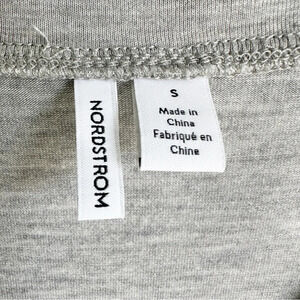 NORDSTROM
S
Made in
China
Fabriqué en
Chine